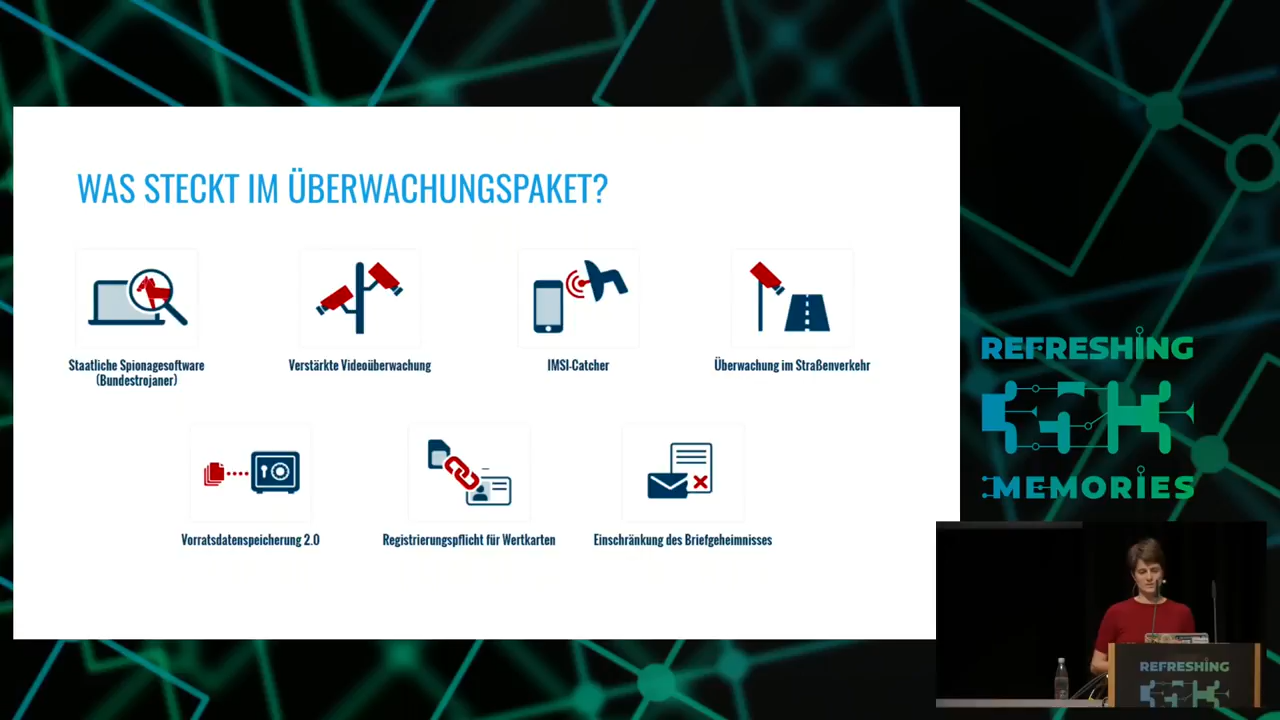 WAS STECKT IM ÜBERWACHUNGSPAKET?
Staatliche Spionagesoftware
(Bundestrojaner)
Verstärkte Videoüberwachung
IMSI-Catcher
Überwachung im Straßenverkehr
Vorratsdatenspeicherung 2.0
Registrierungspflicht für Wertkarten
Einschränkung des Briefgeheimnisses
REFRESHING
35C3
MEMORIES
REFRESHING